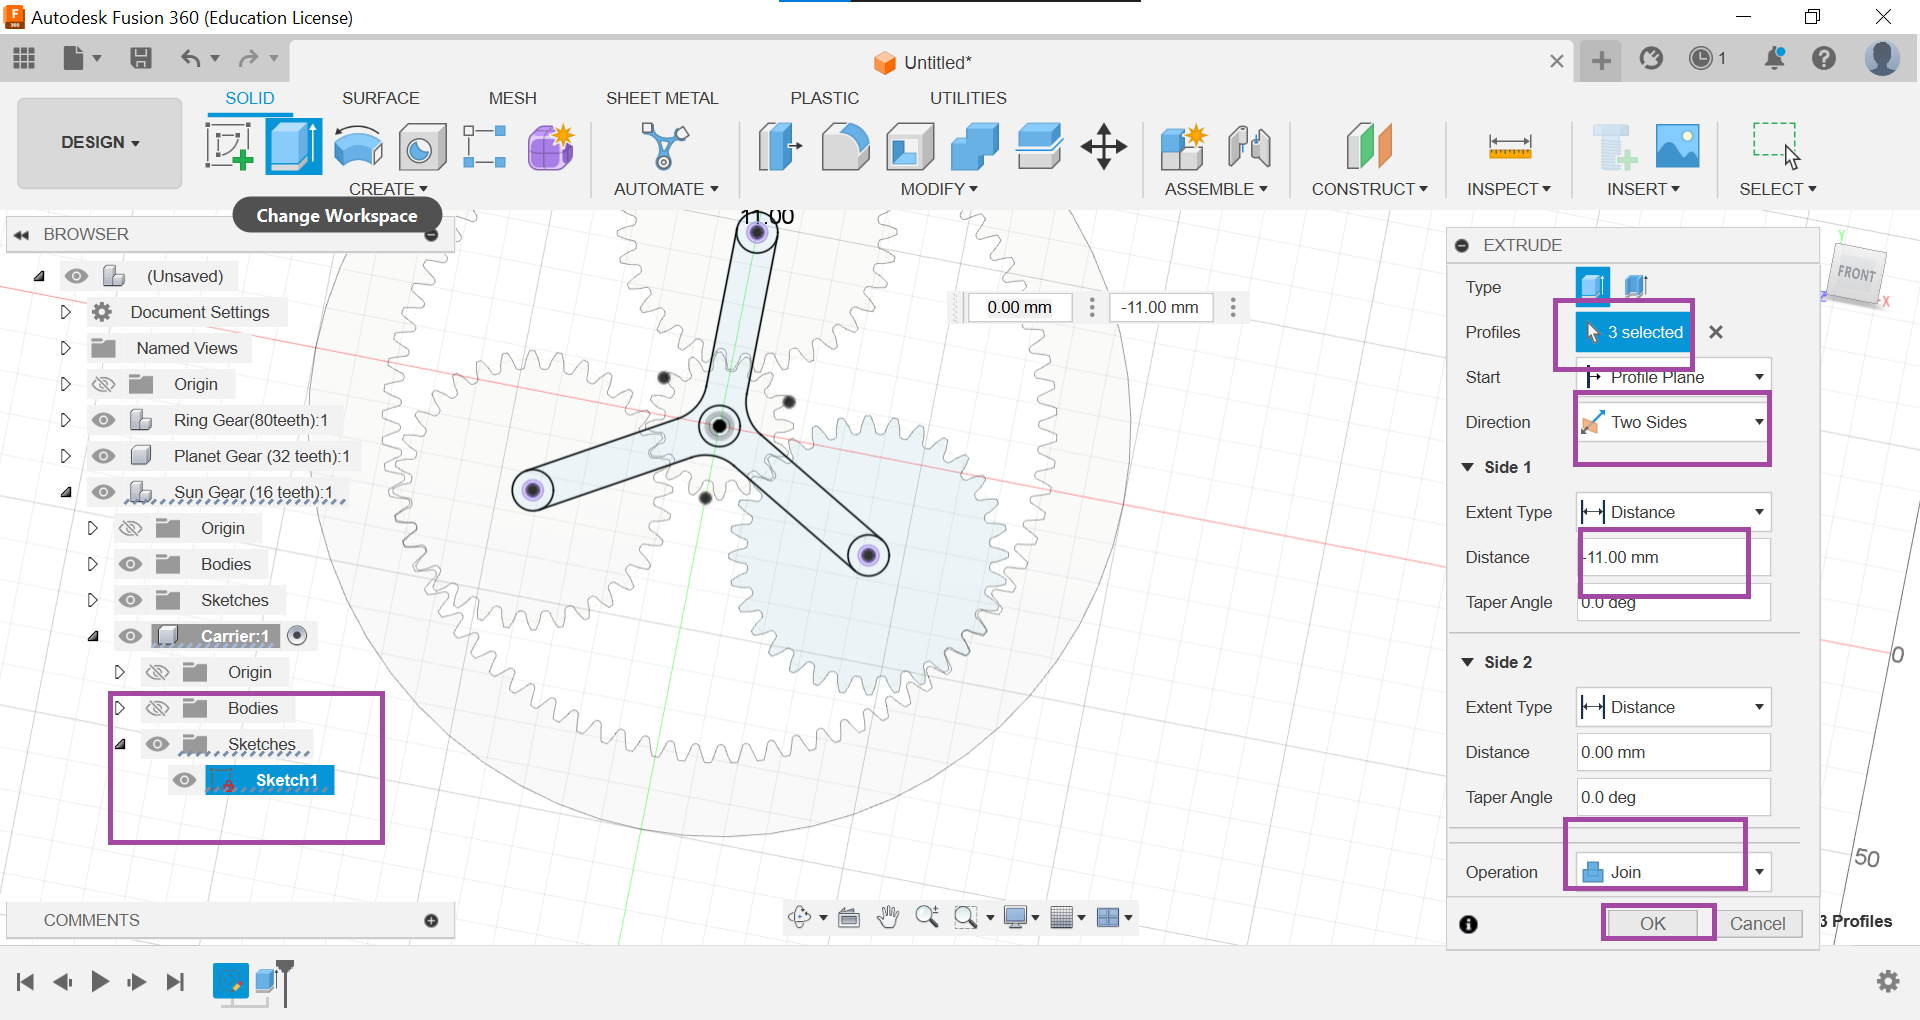 Autodesk Fusion 360 (Education License)
Untitled*
1
SOLID SURFACE MESH SHEET METAL PLASTIC UTILITIES
DESIGN
CREATE AUTOMATE MODIFY ASSEMBLE CONSTRUCT INSPECT INSERT SELECT
Change Workspace
BROWSER
(Unsaved)
Document Settings
Named Views
Origin
Ring Gear(80teeth):1
Planet Gear (32 teeth):1
Sun Gear (16 teeth):1
Origin
Bodies
Sketches
Carrier:1
Origin
Bodies
Sketches
Sketch1
COMMENTS
11.00
0.00 mm -11.00 mm
EXTRUDE
Type
Profiles 3 selected
Start Profile Plane
Direction Two Sides
Side 1
Extent Type Distance
Distance -11.00 mm
Taper Angle 0.0 deg
Side 2
Extent Type Distance
Distance 0.00 mm
Taper Angle 0.0 deg
Operation Join
OK Cancel
3 Profiles
Y
FRONT
X
Z
0
50